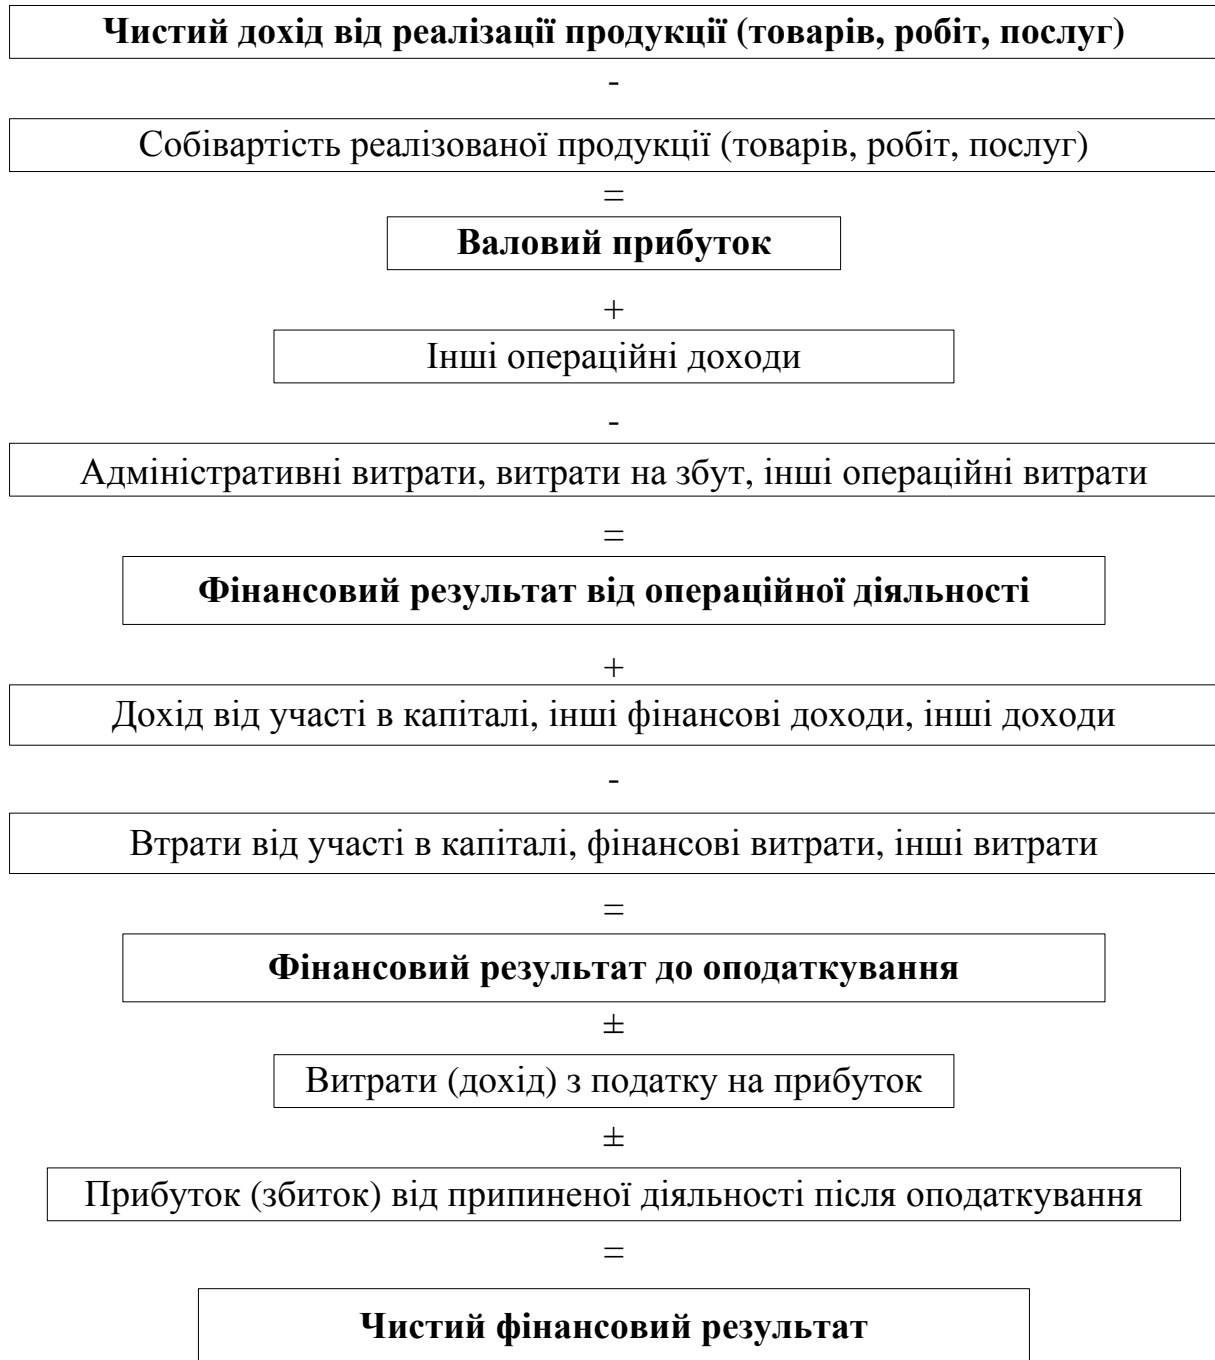 Чистий дохід від реалізації продукції (товарів, робіт, послуг)
-
Собівартість реалізованої продукції (товарів, робіт, послуг)
=
Валовий прибуток
+
Інші операційні доходи
-
Адміністративні витрати, витрати на збут, інші операційні витрати
=
Фінансовий результат від операційної діяльності
+
Дохід від участі в капіталі, інші фінансові доходи, інші доходи
-
Втрати від участі в капіталі, фінансові витрати, інші витрати
=
Фінансовий результат до оподаткування
±
Витрати (дохід) з податку на прибуток
±
Прибуток (збиток) від припиненої діяльності після оподаткування
=
Чистий фінансовий результат